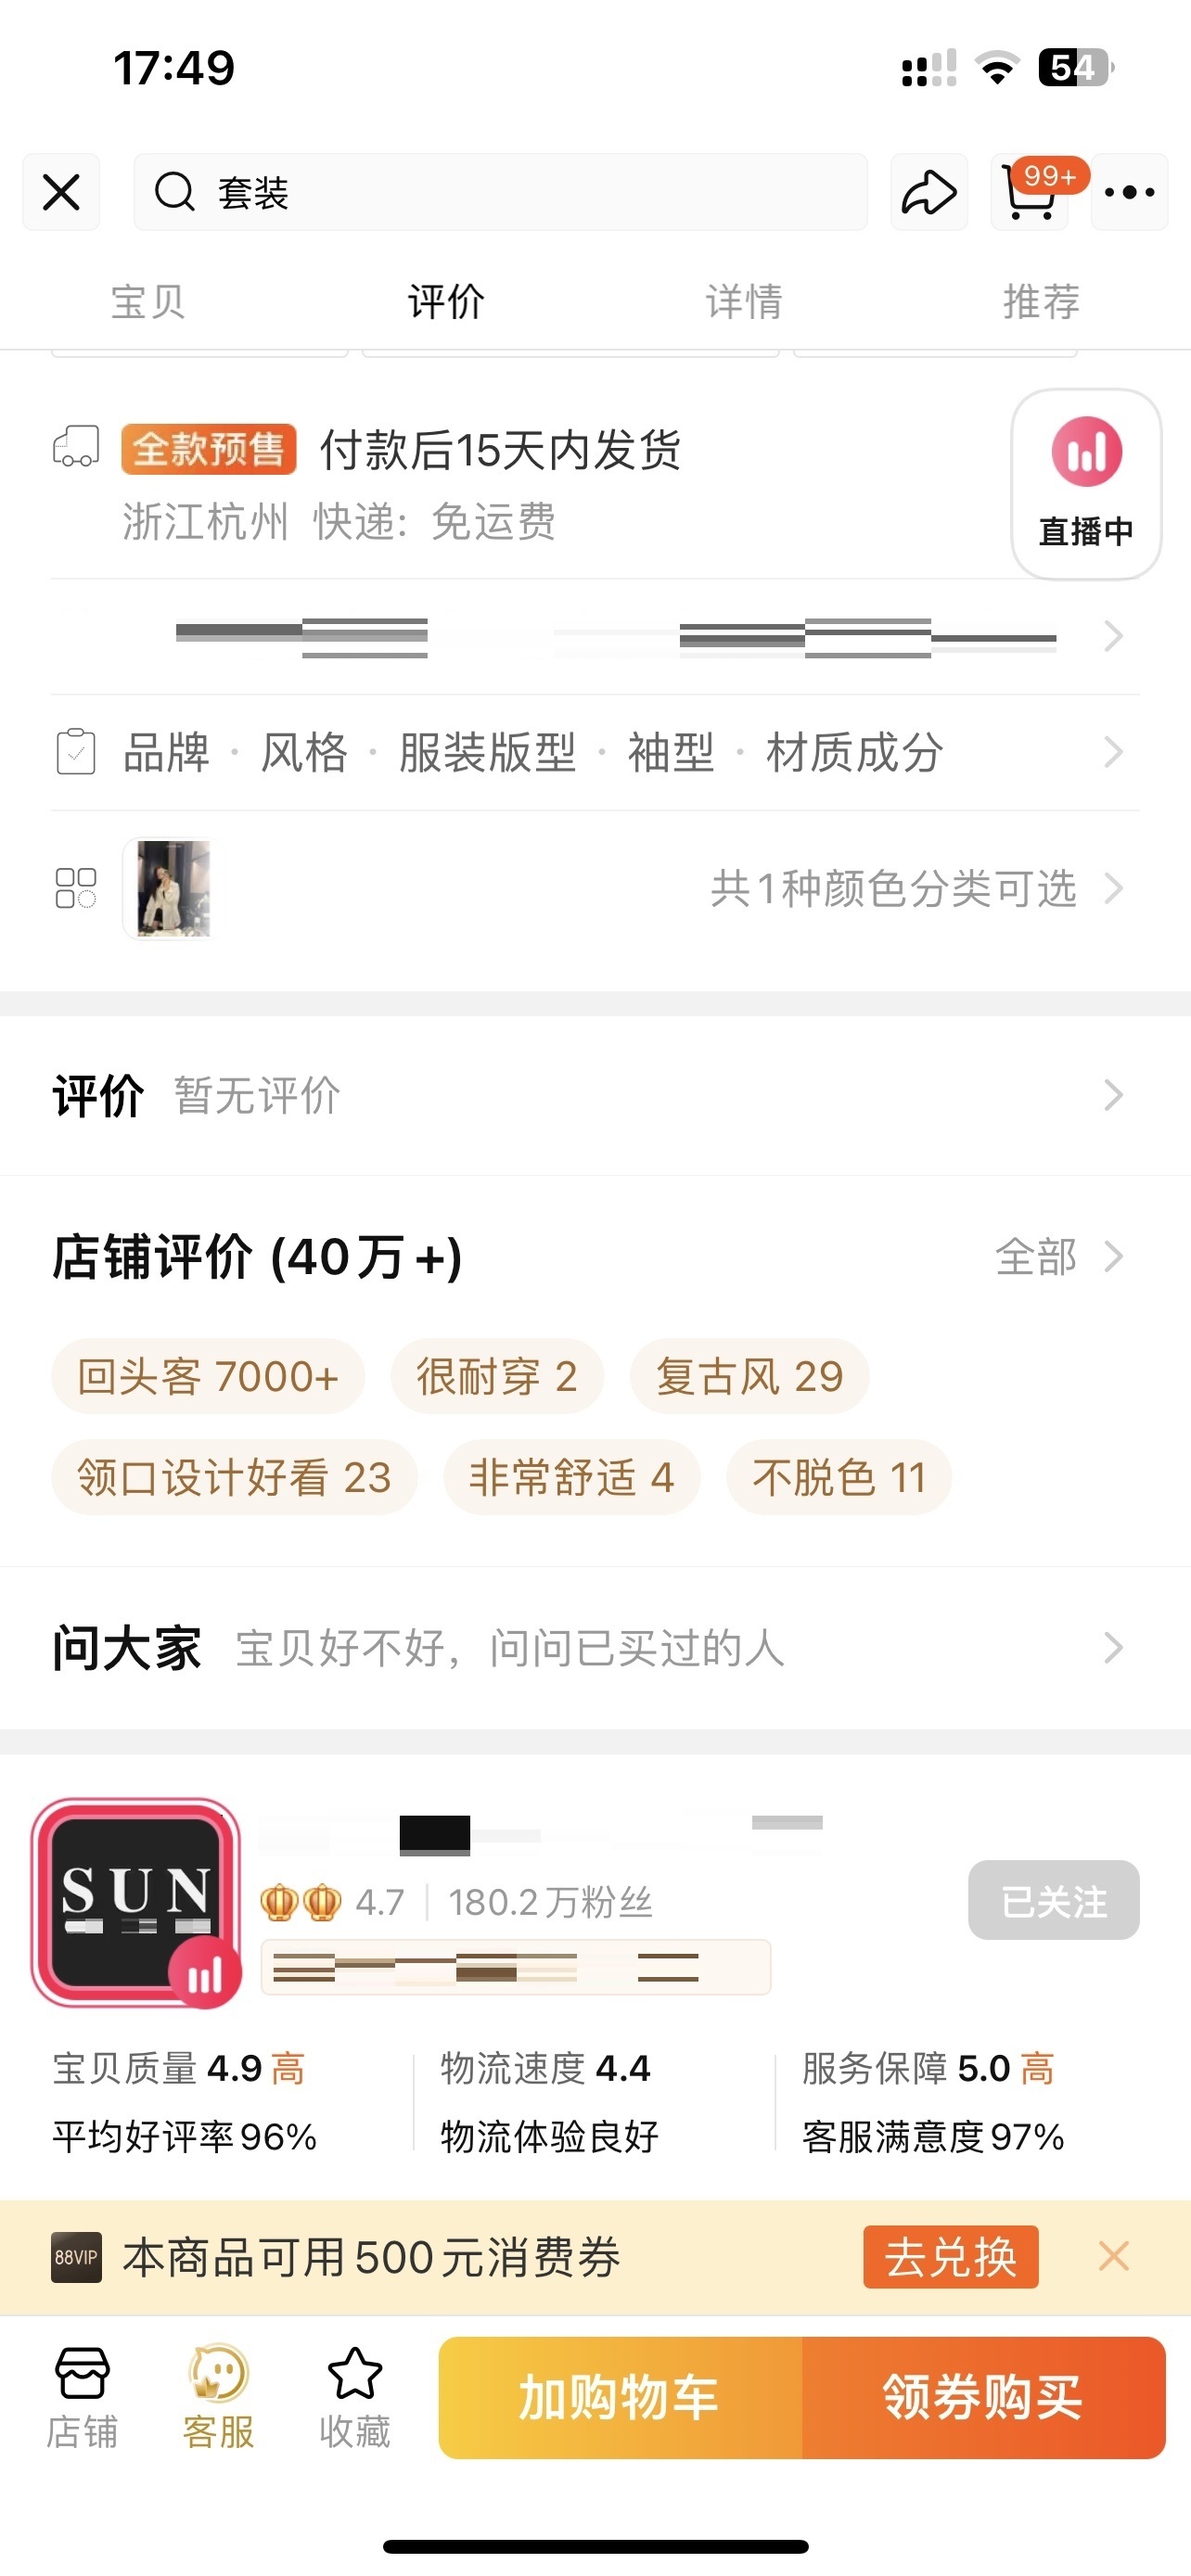 17:49
54
套装
99+
宝贝 评价 详情 推荐
全款预售 付款后15天内发货
浙江杭州 快递: 免运费
直播中
品牌 · 风格 · 服装版型 · 袖型 · 材质成分
共1种颜色分类可选
评价 暂无评价
店铺评价 (40万+) 全部
回头客 7000+ 很耐穿 2 复古风 29
领口设计好看 23 非常舒适 4 不脱色 11
问大家 宝贝好不好，问问已买过的人
SUN
4.7 180.2万粉丝
已关注
宝贝质量 4.9 高 物流速度 4.4 服务保障 5.0 高
平均好评率96% 物流体验良好 客服满意度97%
88VIP 本商品可用500元消费券 去兑换
店铺 客服 收藏 加购物车 领券购买